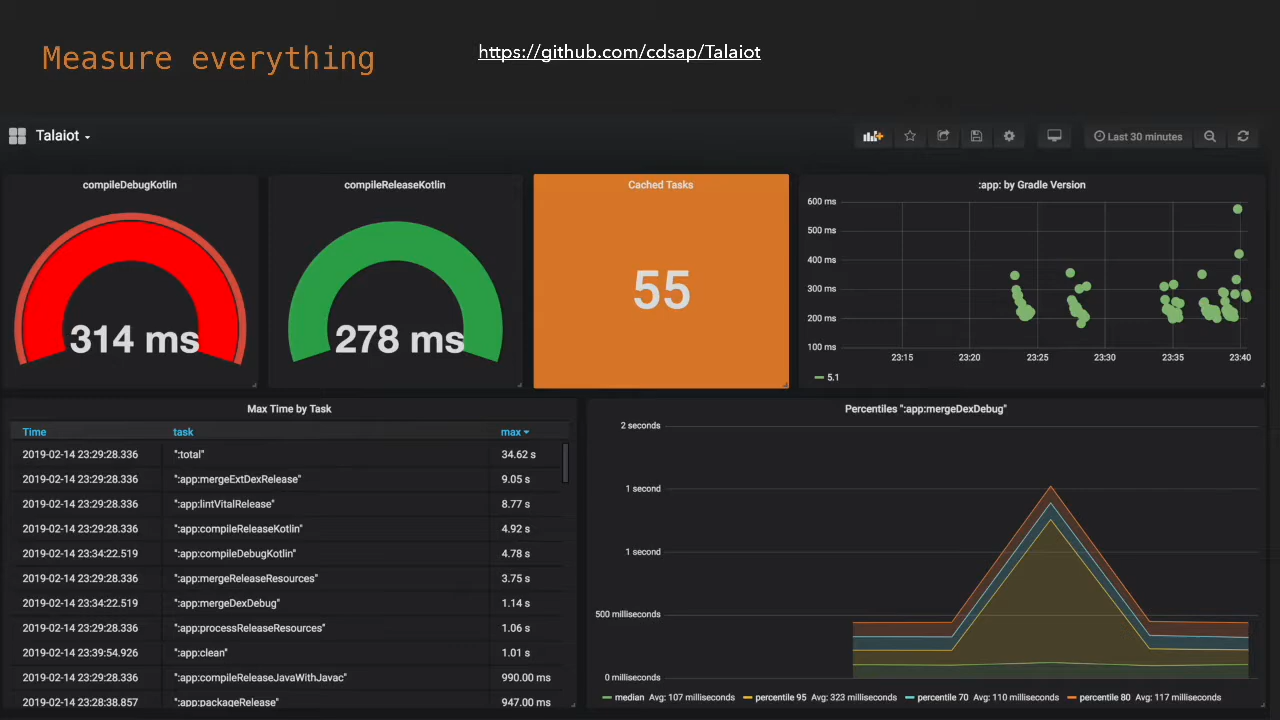 Measure everything
https://github.com/cdsap/Talaiot
Talaiot
Last 30 minutes
compileDebugKotlin
314 ms
compileReleaseKotlin
278 ms
Cached Tasks
55
:app: by Gradle Version
600 ms
500 ms
400 ms
300 ms
200 ms
100 ms
23:15 23:20 23:25 23:30 23:35 23:40
5.1
Max Time by Task
Time task max
2019-02-14 23:29:28.336 ":total" 34.62 s
2019-02-14 23:29:28.336 ":app:mergeExtDexRelease" 9.05 s
2019-02-14 23:29:28.336 ":app:lintVitalRelease" 8.77 s
2019-02-14 23:29:28.336 ":app:compileReleaseKotlin" 4.92 s
2019-02-14 23:34:22.519 ":app:compileDebugKotlin" 4.78 s
2019-02-14 23:29:28.336 ":app:mergeReleaseResources" 3.75 s
2019-02-14 23:34:22.519 ":app:mergeDexDebug" 1.14 s
2019-02-14 23:29:28.336 ":app:processReleaseResources" 1.06 s
2019-02-14 23:39:54.926 ":app:clean" 1.01 s
2019-02-14 23:29:28.336 ":app:compileReleaseJavaWithJavac" 990.00 ms
2019-02-14 23:28:38.857 ":app:packageRelease" 947.00 ms
Percentiles ":app:mergeDexDebug"
2 seconds
1 second
1 second
500 milliseconds
0 milliseconds
median Avg: 107 milliseconds percentile 95 Avg: 323 milliseconds percentile 70 Avg: 110 milliseconds percentile 80 Avg: 117 milliseconds